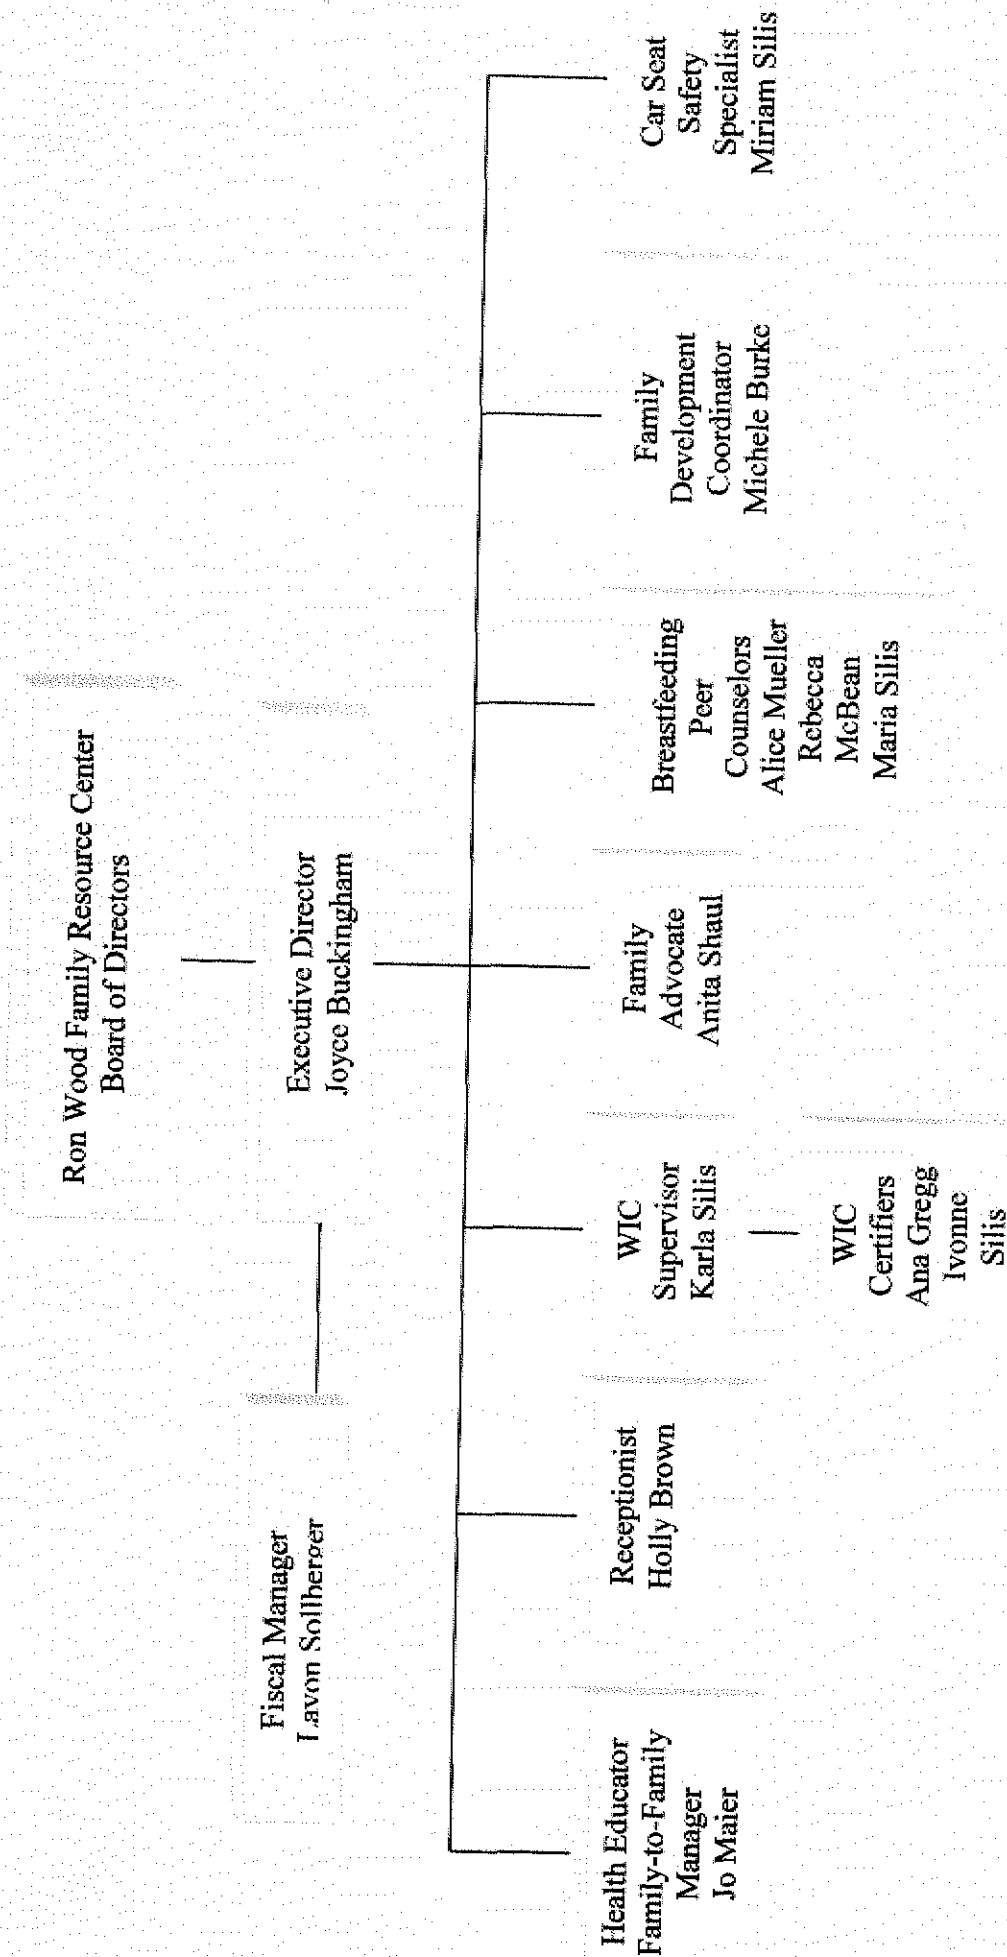 Ron Wood Family Resource Center
Board of Directors
Executive Director
Joyce Buckingham
Fiscal Manager
Lavon Sollberger
Health Educator
Family-to-Family
Manager
Jo Maier
Receptionist
Holly Brown
WIC
Supervisor
Karla Silis
WIC
Certifiers
Ana Gregg
Ivonne
Silis
Family
Advocate
Anita Shaul
Breastfeeding
Peer
Counselors
Alice Mueller
Rebecca
McBean
Maria Silis
Family
Development
Coordinator
Michele Burke
Car Seat
Safety
Specialist
Miriam Silis